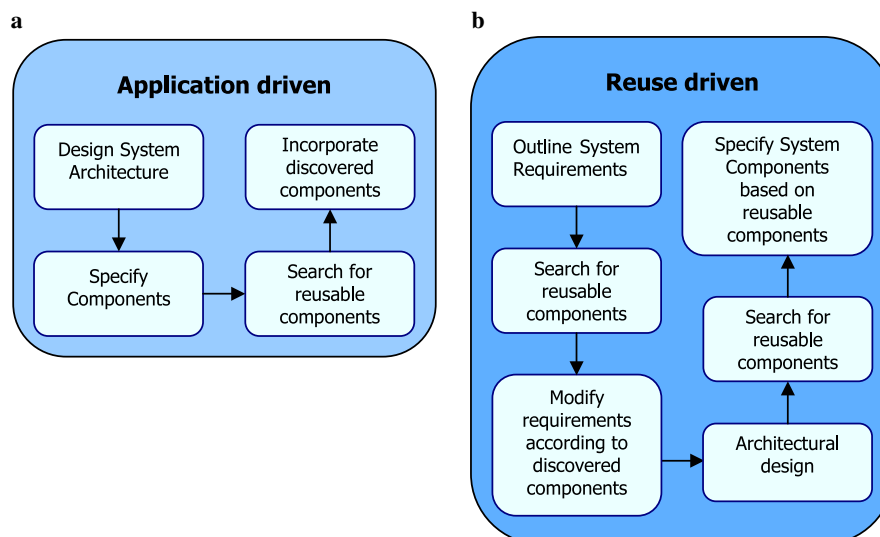 a
Application driven
Design System
Architecture
Specify
Components
Search for
reusable
components
Incorporate
discovered
components
b
Reuse driven
Outline System
Requirements
Search for
reusable
components
Modify
requirements
according to
discovered
components
Architectural
design
Search for
reusable
components
Specify System
Components
based on
reusable
components